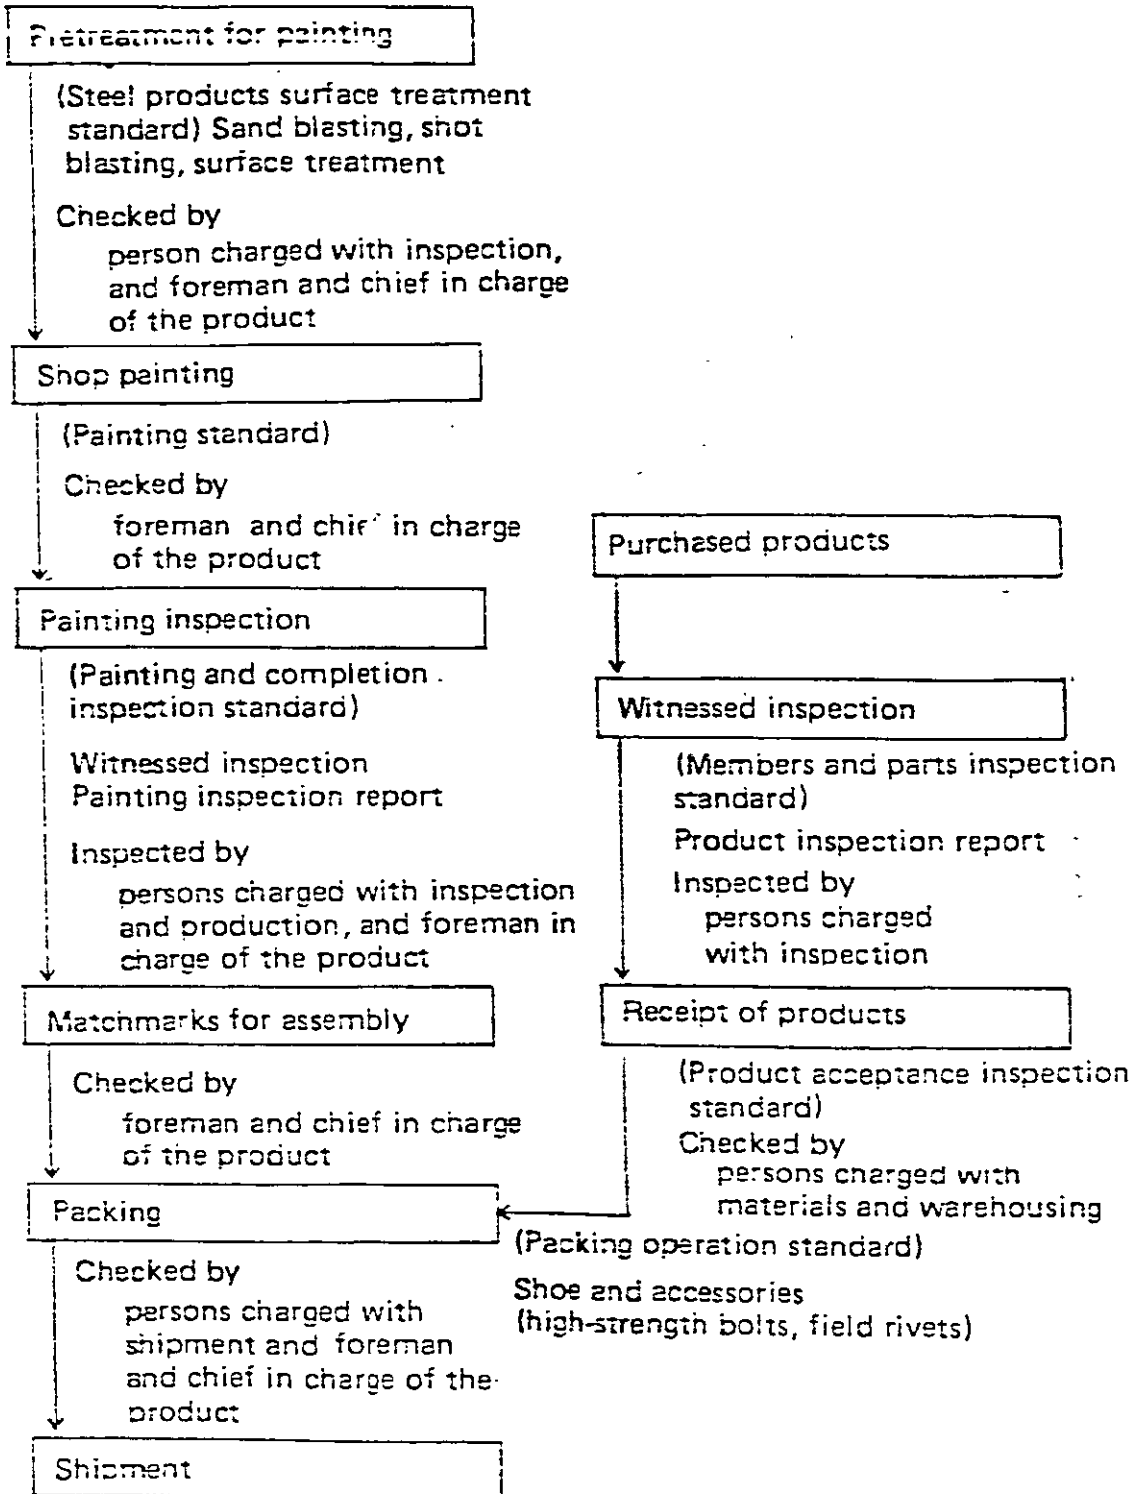 Pretreatment for painting
(Steel products surface treatment
standard) Sand blasting, shot
blasting, surface treatment
Checked by
person charged with inspection,
and foreman and chief in charge
of the product
Shop painting
(Painting standard)
Checked by
foreman and chief in charge
of the product
Painting inspection
(Painting and completion
inspection standard)
Witnessed inspection
Painting inspection report
Inspected by
persons charged with inspection
and production, and foreman in
charge of the product
Matchmarks for assembly
Checked by
foreman and chief in charge
of the product
Purchased products
Witnessed inspection
(Members and parts inspection
standard)
Product inspection report
Inspected by
persons charged
with inspection
Receipt of products
(Product acceptance inspection
standard)
Checked by
persons charged with
materials and warehousing
Packing
(Packing operation standard)
Shoe and accessories
(high-strength bolts, field rivets)
Checked by
persons charged with
shipment and foreman
and chief in charge of the
product
Shipment